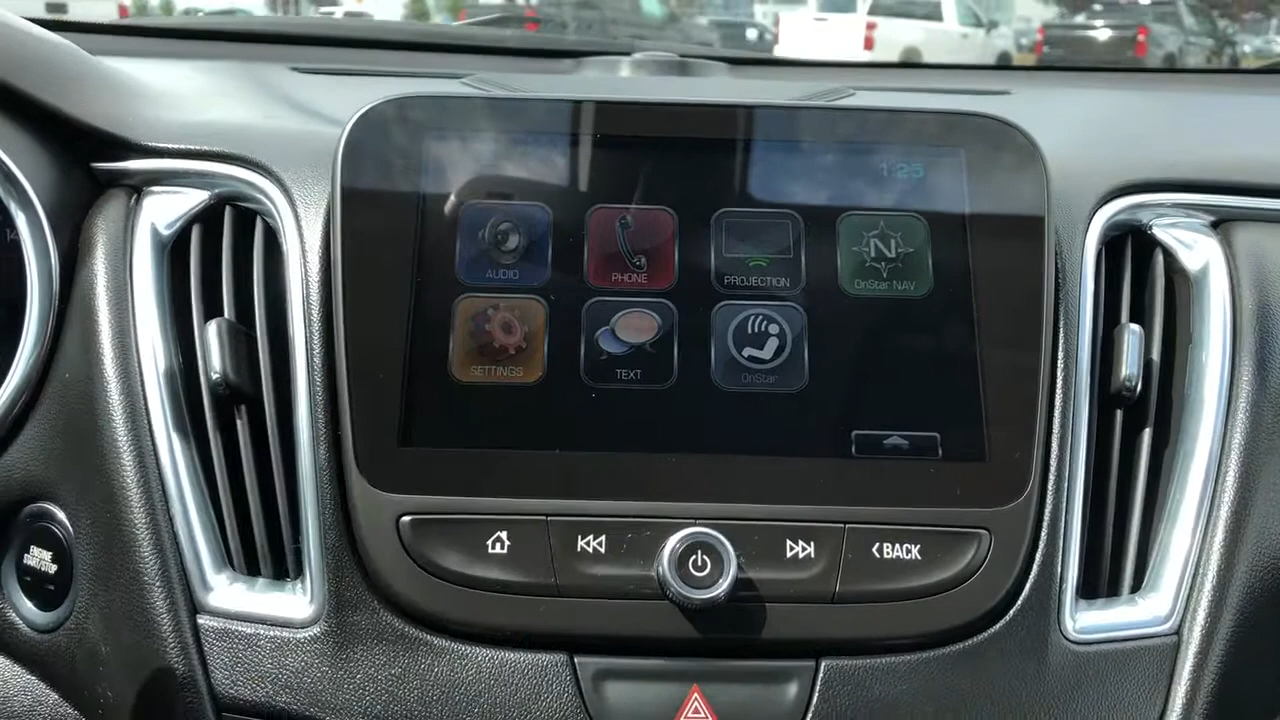 1:25
AUDIO
PHONE
PROJECTION
N
OnStar NAV
SETTINGS
TEXT
OnStar
ENGINE
START/STOP
BACK